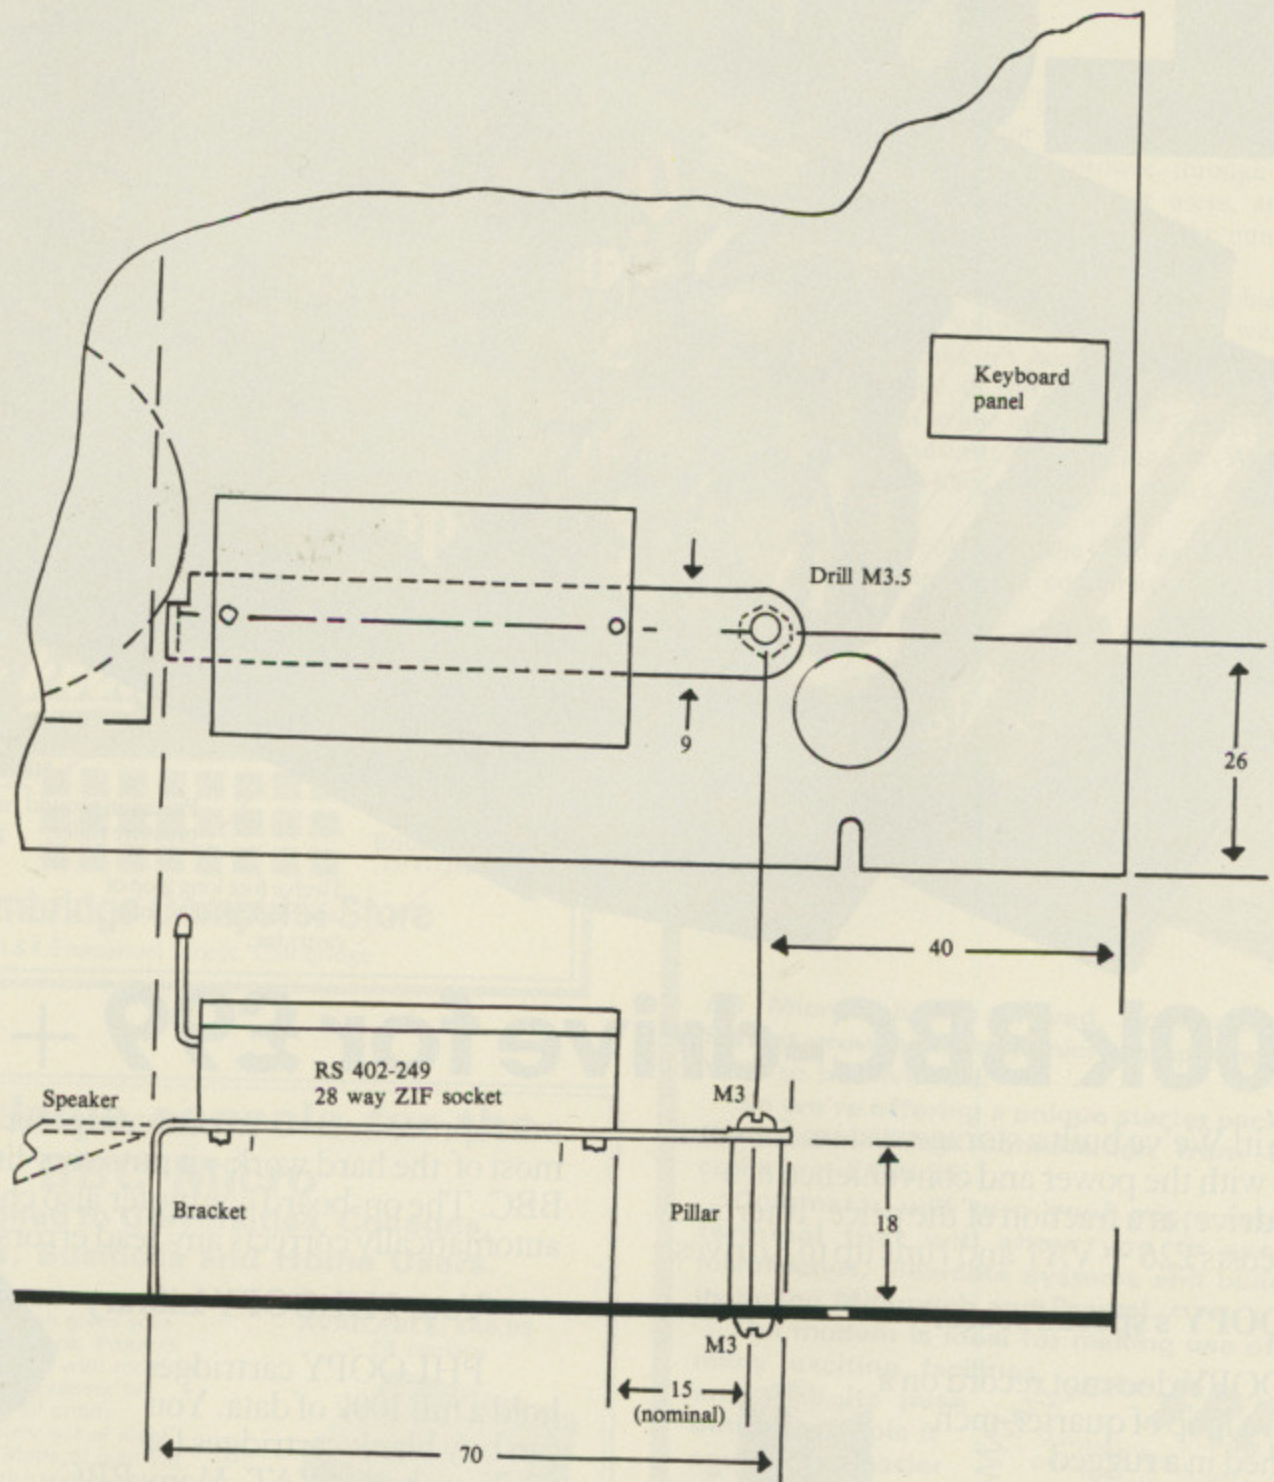 Keyboard
panel
Drill M3.5
9
26
40
RS 402-249
28 way ZIF socket
Speaker
M3
Bracket
Pillar
18
M3
15
(nominal)
70